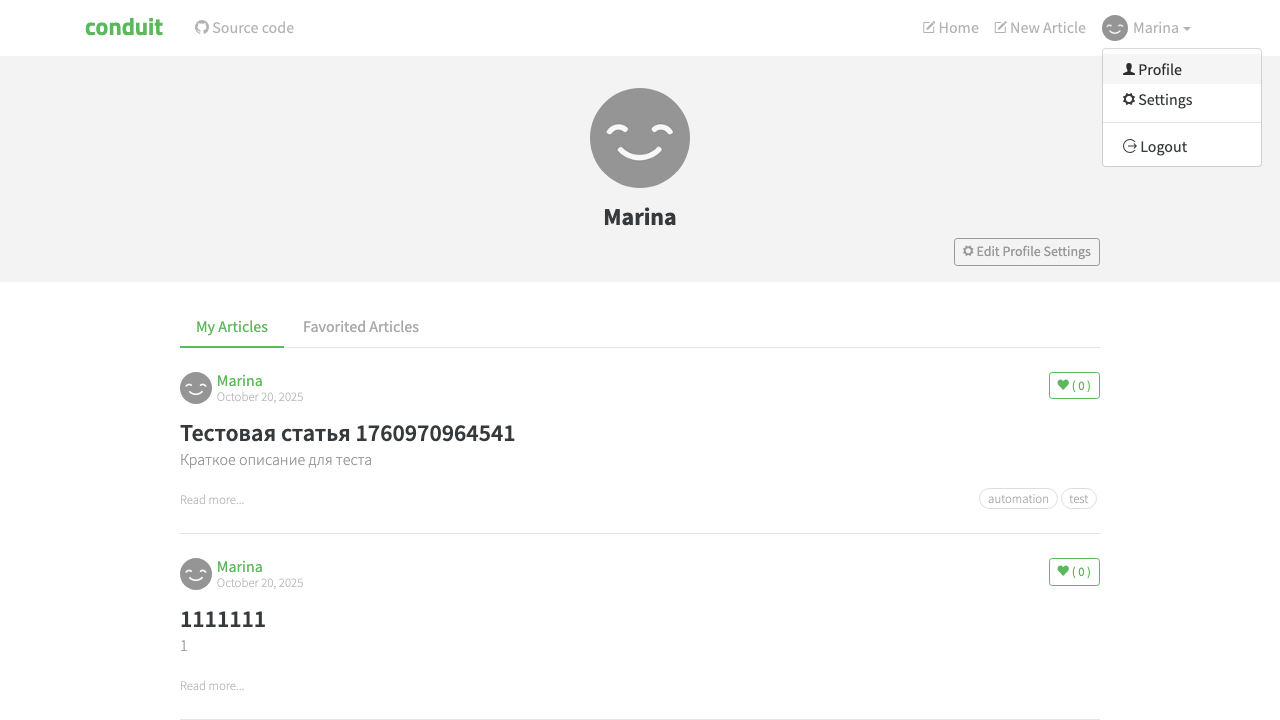 conduit
Source code
Home
New Article
Marina
Profile
Settings
Logout
Marina
Edit Profile Settings
My Articles
Favorited Articles
Marina
October 20, 2025
( 0 )
Тестовая статья 1760970964541
Краткое описание для теста
Read more...
automation
test
Marina
October 20, 2025
( 0 )
1111111
1
Read more...